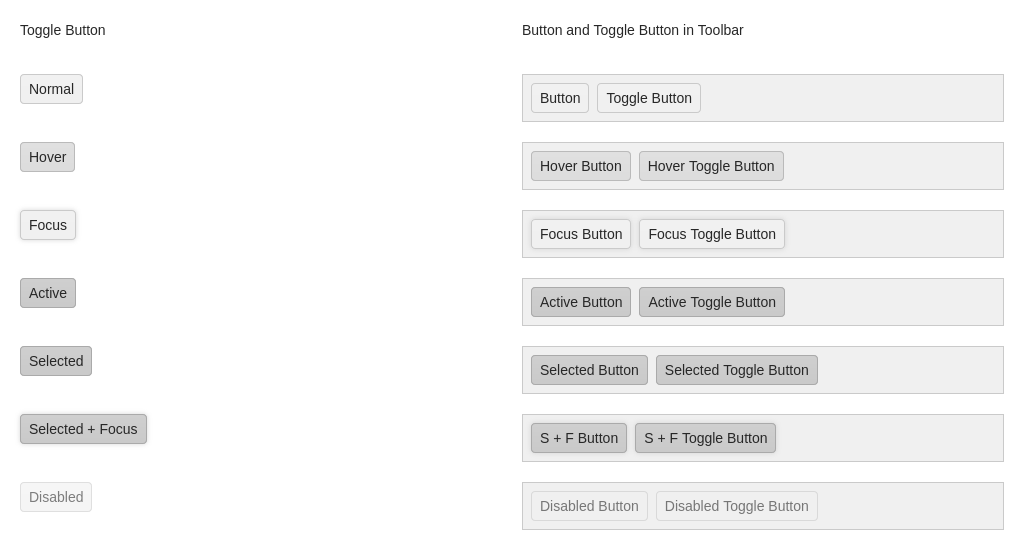 Toggle Button
Button and Toggle Button in Toolbar
Normal
Button Toggle Button
Hover
Hover Button Hover Toggle Button
Focus
Focus Button Focus Toggle Button
Active
Active Button Active Toggle Button
Selected
Selected Button Selected Toggle Button
Selected + Focus
S + F Button S + F Toggle Button
Disabled
Disabled Button Disabled Toggle Button